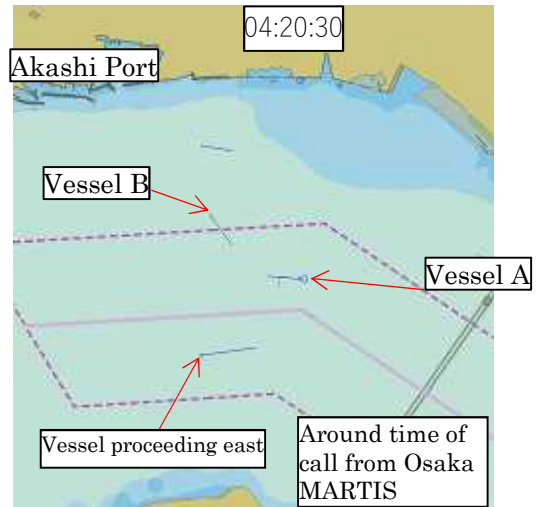 04:20:30
Akashi Port
Vessel B
Vessel A
Vessel proceeding east
Around time of
call from Osaka
MARTIS